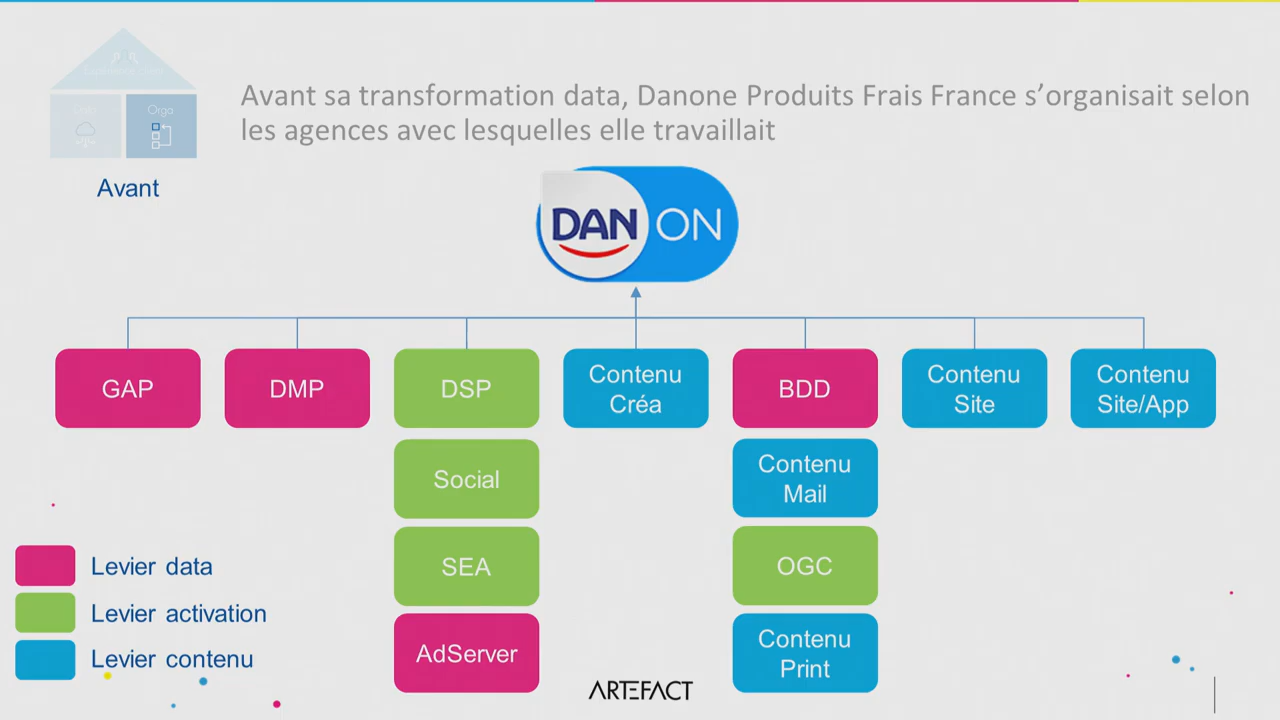 Orga
Avant sa transformation data, Danone Produits Frais France s’organisait selon
les agences avec lesquelles elle travaillait
Avant
DAN ON
GAP
DMP
DSP
Contenu
Créa
BDD
Contenu
Site
Contenu
Site/App
Social
Contenu
Mail
SEA
OGC
AdServer
Contenu
Print
Levier data
Levier activation
Levier contenu
ARTEFACT